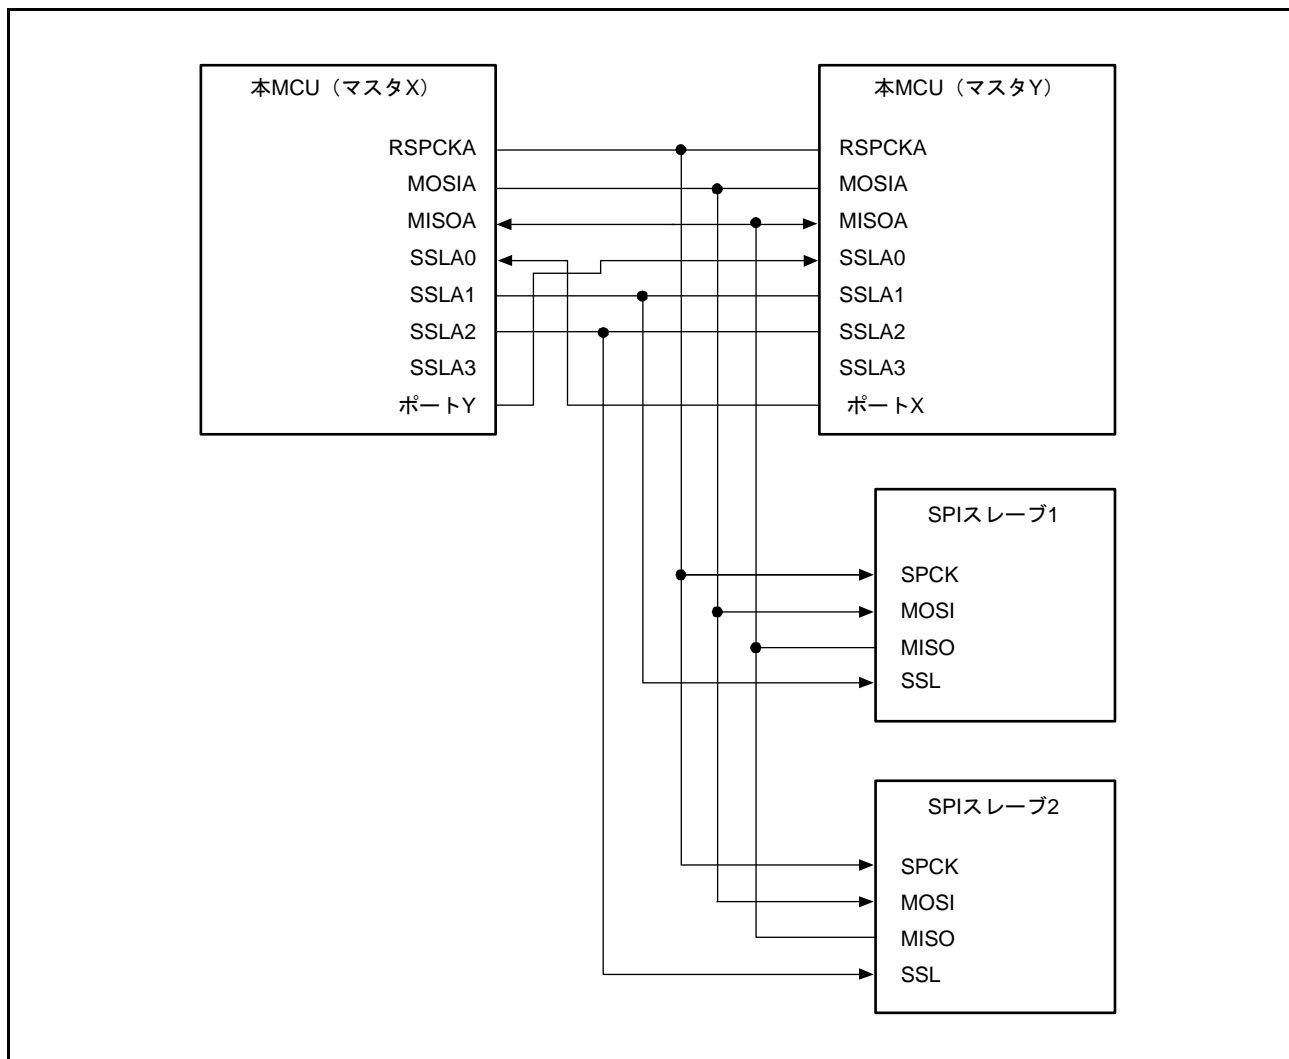 本MCU（マスタX）
RSPCKA
MOSIA
MISOA
SSLA0
SSLA1
SSLA2
SSLA3
ポートY
本MCU（マスタY）
RSPCKA
MOSIA
MISOA
SSLA0
SSLA1
SSLA2
SSLA3
ポートX
SPIスレーブ1
SPCK
MOSI
MISO
SSL
SPIスレーブ2
SPCK
MOSI
MISO
SSL